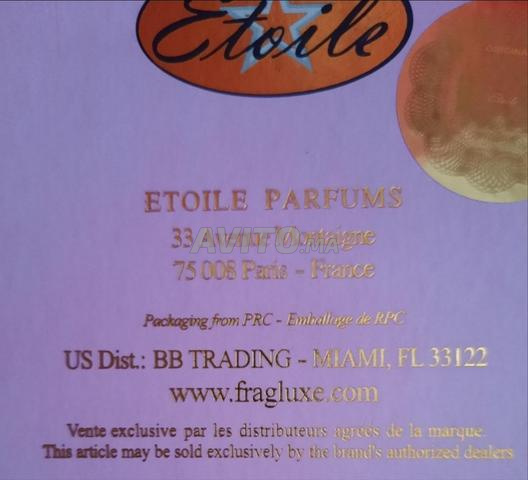 Etoile
ETOILE PARFUMS
AVITO.MA
33 Avenue Montaigne
75 008 Paris - France
Packaging from PRC - Emballage de RPC
US Dist.: BB TRADING - MIAMI, FL 33122
www.fragluxe.com
Vente exclusive par les distributeurs agréés de la marque.
This article may be sold exclusively by the brand's authorized dealers